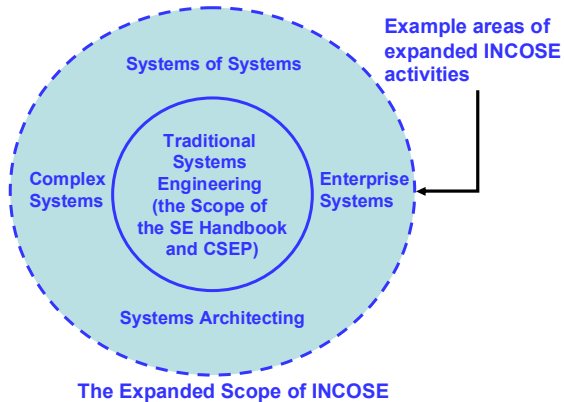 Example areas of
expanded INCOSE
activities
Systems of Systems
Traditional
Systems
Engineering
(the Scope of
the SE Handbook
and CSEP)
Complex
Systems
Enterprise
Systems
Systems Architecting
The Expanded Scope of INCOSE